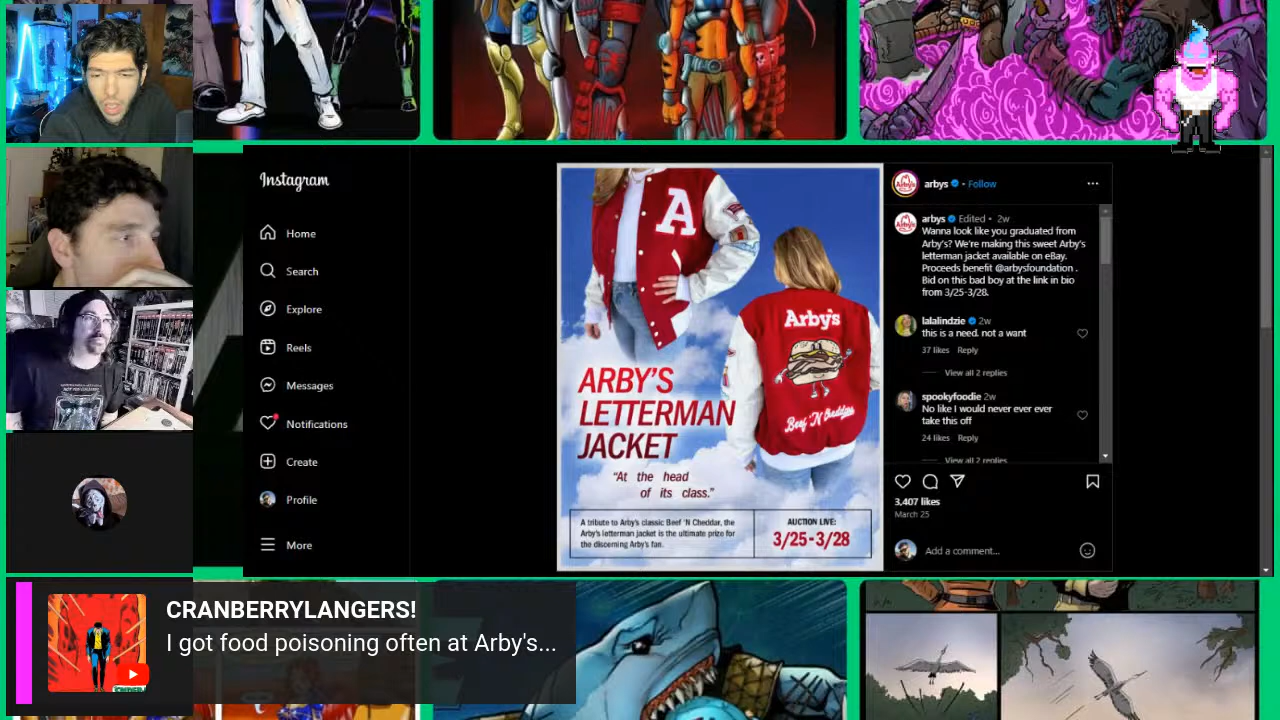 Instagram
Home
Search
Explore
Reels
Messages
Notifications
Create
Profile
More
A
Arby's
Beef 'N Cheddar
ARBY'S
LETTERMAN
JACKET
"At the head
of its class."
A tribute to Arby's classic Beef 'N Cheddar, the
Arby's letterman jacket is the ultimate prize for
the discerning Arby's fan.
AUCTION LIVE:
3/25-3/28
arbys • Follow
arbys Edited • 2w
Wanna look like you graduated from
Arby's? We're making this sweet Arby's
letterman jacket available on eBay.
Proceeds benefit @arbysfoundation .
Bid on this bad boy at the link in bio
from 3/25-3/28.
lalalindzie 2w
this is a need. not a want
37 likes Reply
View all 2 replies
spookyfoodie 2w
No like I would never ever ever
take this off
24 likes Reply
View all 2 replies
3,407 likes
March 25
Add a comment...
CRANBERRYLANGERS!
I got food poisoning often at Arby's...